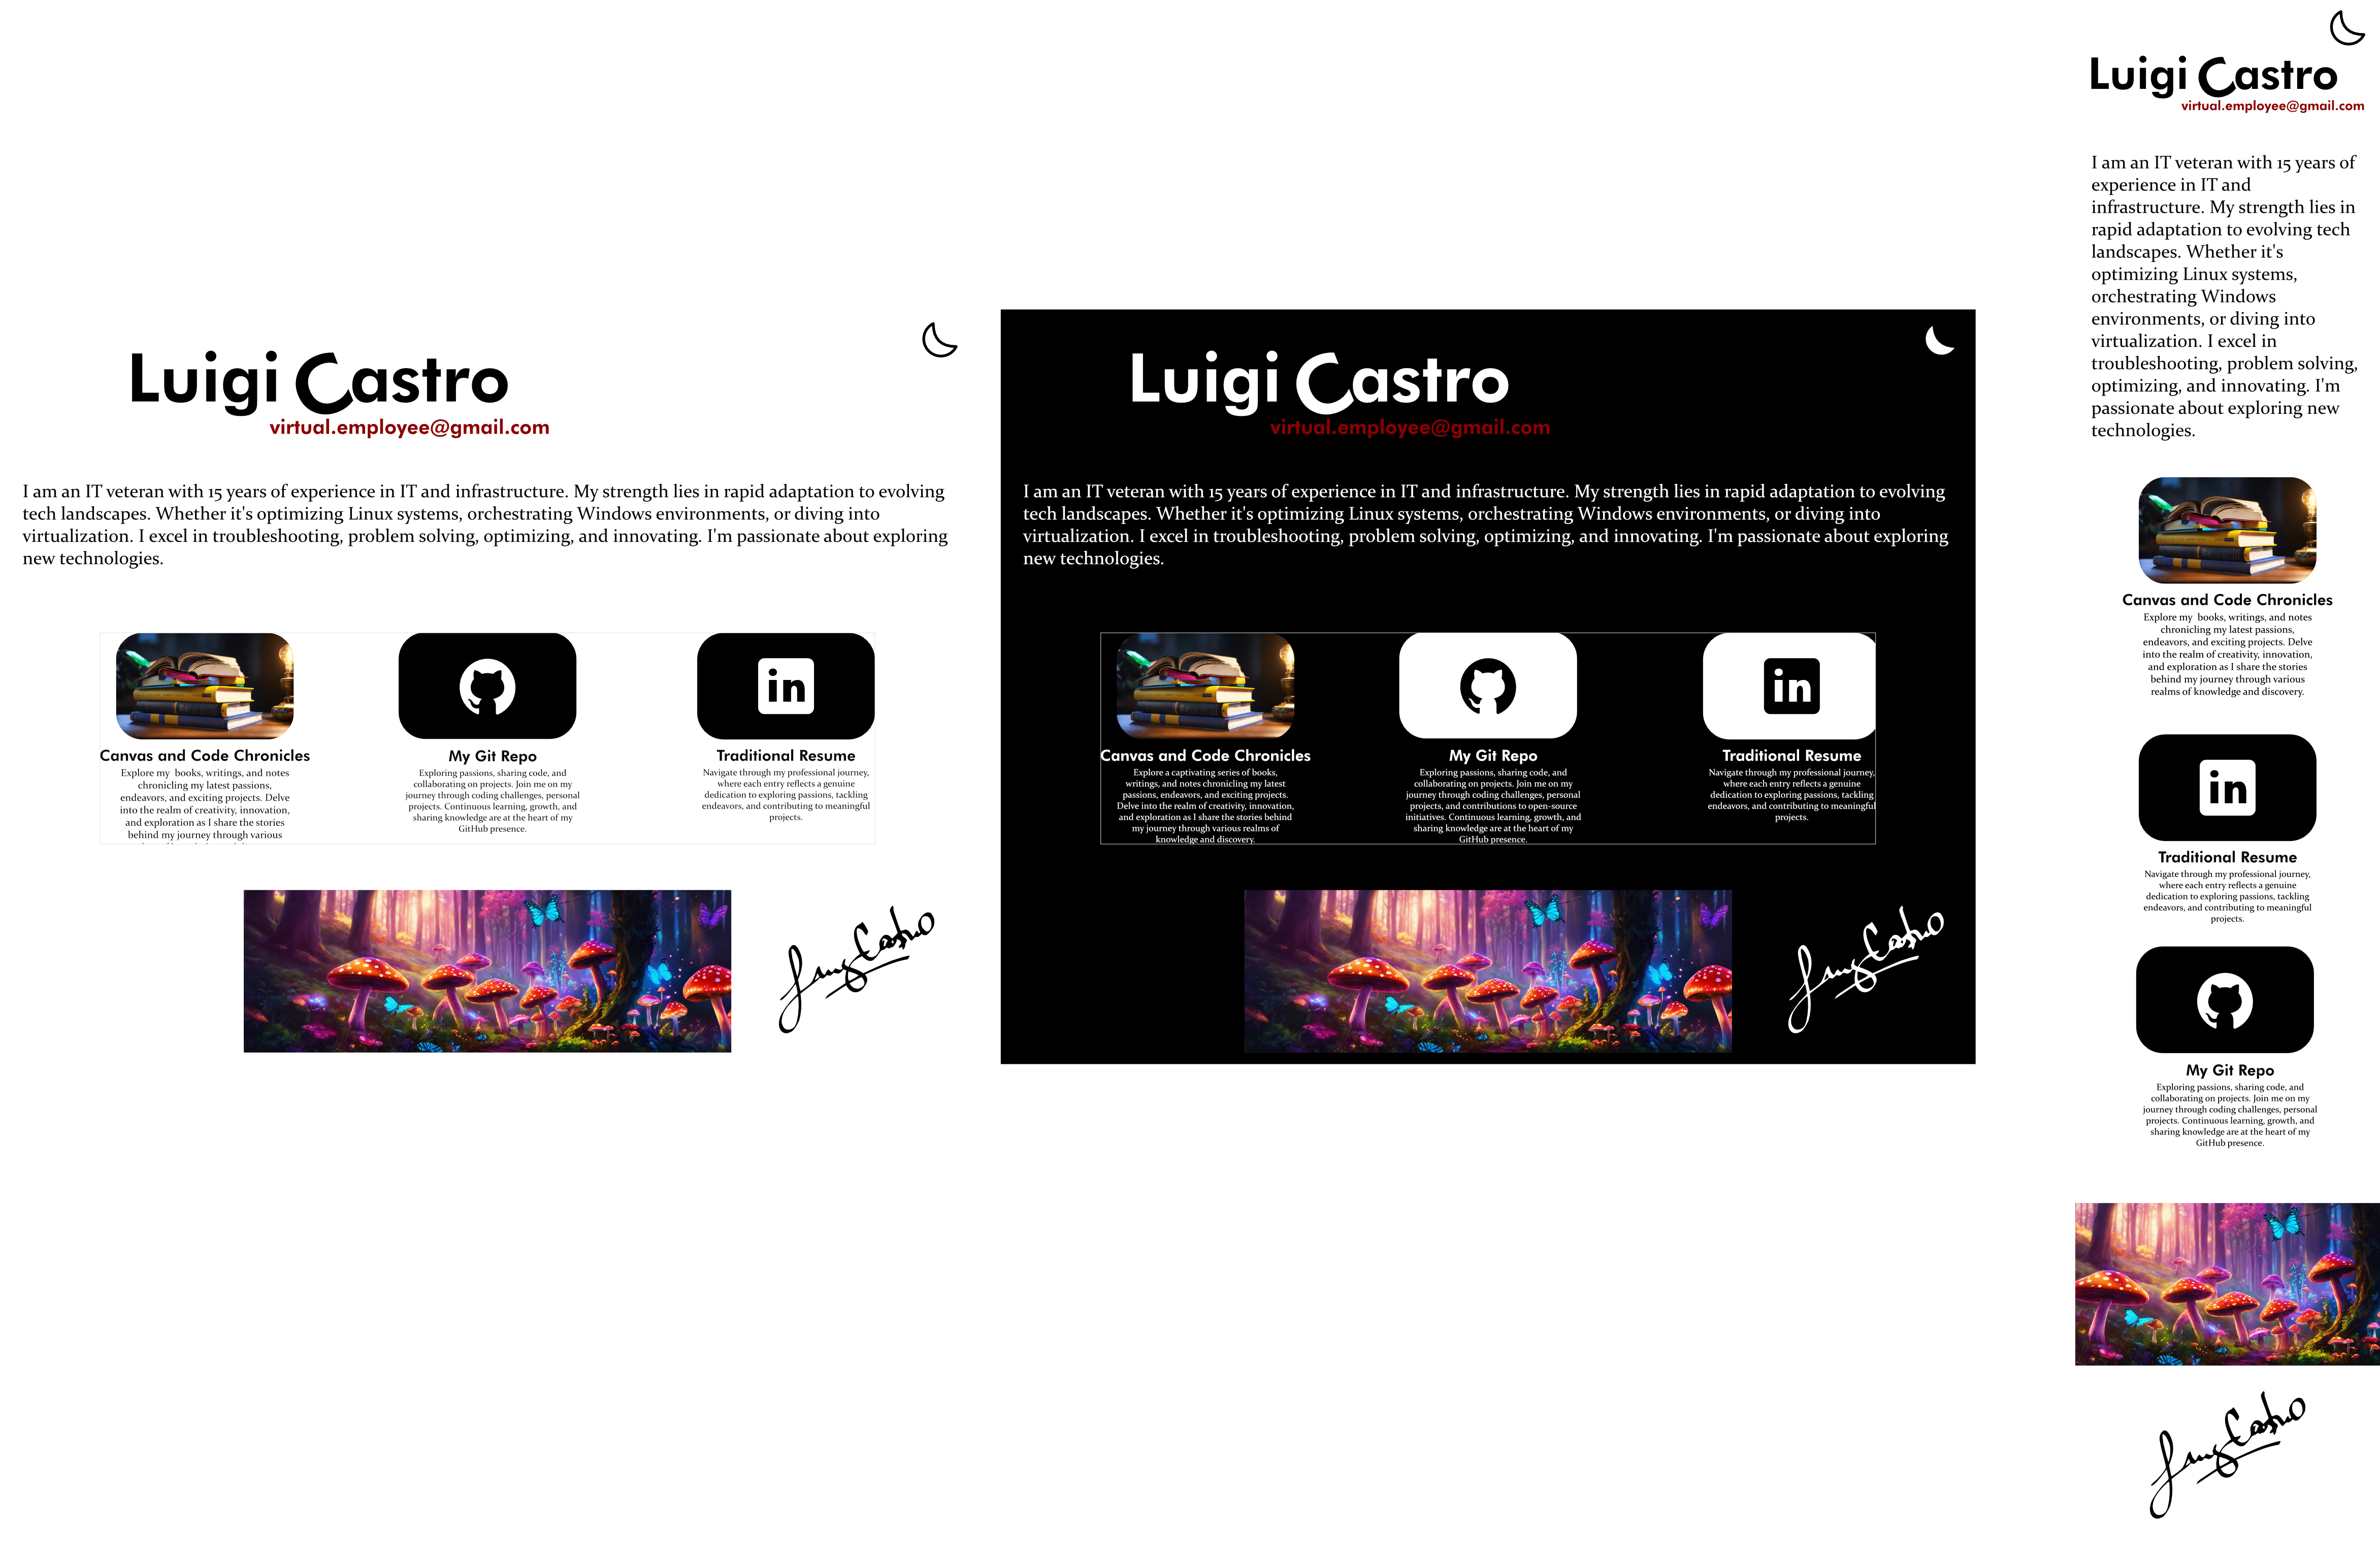 Luigi Castro
virtual.employee@gmail.com
I am an IT veteran with 15 years of experience in IT and infrastructure. My strength lies in rapid adaptation to evolving
tech landscapes. Whether it's optimizing Linux systems, orchestrating Windows environments, or diving into
virtualization. I excel in troubleshooting, problem solving, optimizing, and innovating. I'm passionate about exploring
new technologies.
Canvas and Code Chronicles
Explore my books, writings, and notes
chronicling my latest passions,
endeavors, and exciting projects. Delve
into the realm of creativity, innovation,
and exploration as I share the stories
behind my journey through various
My Git Repo
Exploring passions, sharing code, and
collaborating on projects. Join me on my
journey through coding challenges, personal
projects. Continuous learning, growth, and
sharing knowledge are at the heart of my
GitHub presence.
in
Traditional Resume
Navigate through my professional journey,
where each entry reflects a genuine
dedication to exploring passions, tackling
endeavors, and contributing to meaningful
projects.
Luigi Castro
virtual.employee@gmail.com
I am an IT veteran with 15 years of experience in IT and infrastructure. My strength lies in rapid adaptation to evolving
tech landscapes. Whether it's optimizing Linux systems, orchestrating Windows environments, or diving into
virtualization. I excel in troubleshooting, problem solving, optimizing, and innovating. I'm passionate about exploring
new technologies.
Canvas and Code Chronicles
Explore a captivating series of books,
writings, and notes chronicling my latest
passions, endeavors, and exciting projects.
Delve into the realm of creativity, innovation,
and exploration as I share the stories behind
my journey through various realms of
knowledge and discovery.
My Git Repo
Exploring passions, sharing code, and
collaborating on projects. Join me on my
journey through coding challenges, personal
projects, and contributions to open-source
initiatives. Continuous learning, growth, and
sharing knowledge are at the heart of my
GitHub presence.
in
Traditional Resume
Navigate through my professional journey,
where each entry reflects a genuine
dedication to exploring passions, tackling
endeavors, and contributing to meaningful
projects.
Luigi Castro
virtual.employee@gmail.com
I am an IT veteran with 15 years of
experience in IT and
infrastructure. My strength lies in
rapid adaptation to evolving tech
landscapes. Whether it's
optimizing Linux systems,
orchestrating Windows
environments, or diving into
virtualization. I excel in
troubleshooting, problem solving,
optimizing, and innovating. I'm
passionate about exploring new
technologies.
Canvas and Code Chronicles
Explore my books, writings, and notes
chronicling my latest passions,
endeavors, and exciting projects. Delve
into the realm of creativity, innovation,
and exploration as I share the stories
behind my journey through various
realms of knowledge and discovery.
in
Traditional Resume
Navigate through my professional journey,
where each entry reflects a genuine
dedication to exploring passions, tackling
endeavors, and contributing to meaningful
projects.
My Git Repo
Exploring passions, sharing code, and
collaborating on projects. Join me on my
journey through coding challenges, personal
projects. Continuous learning, growth, and
sharing knowledge are at the heart of my
GitHub presence.